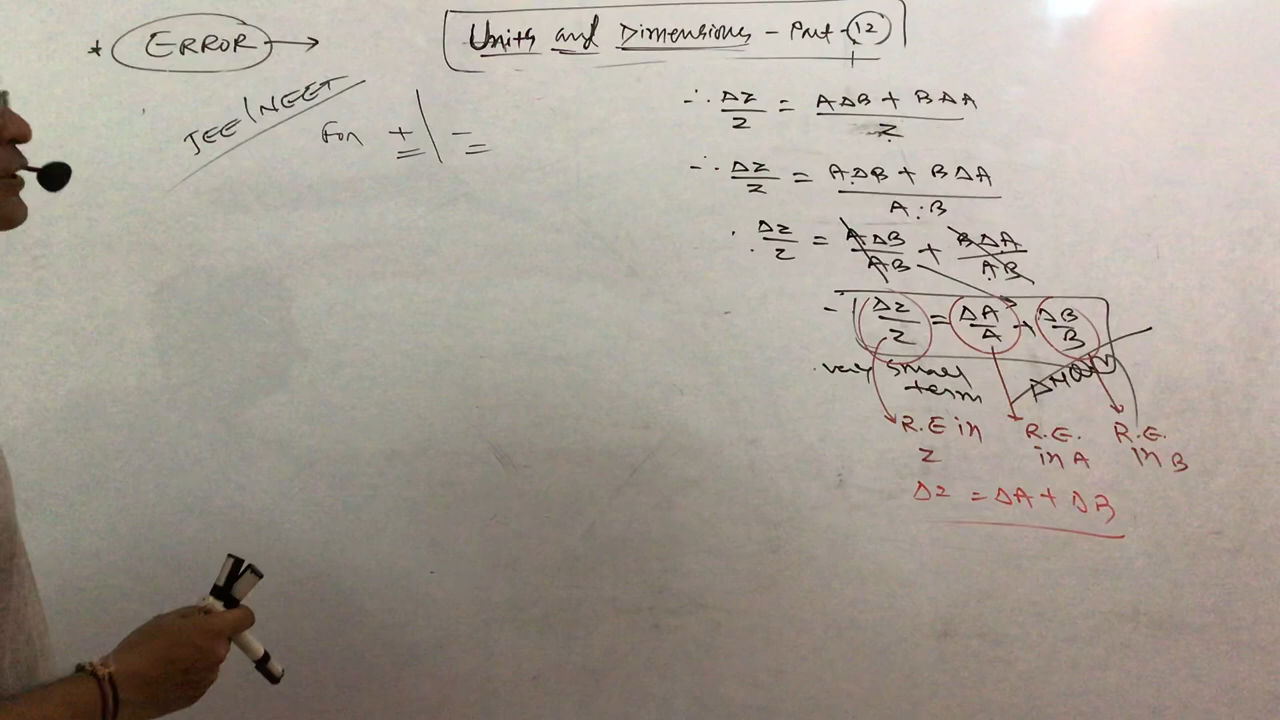 * ERROR →
Units and Dimensions - Part - 12
JEE/NEET
For + / -
∴ ΔZ/Z = AΔB + BΔA / Z
∴ ΔZ/Z = A.ΔB + BΔA / A.B
∴ ΔZ/Z = AΔB/AB + BΔA/AB
ΔZ/Z = ΔA/A + ΔB/B
very small
term
R.E in Z
R.E. in A
R.E. in B
ΔZ = ΔA + ΔB